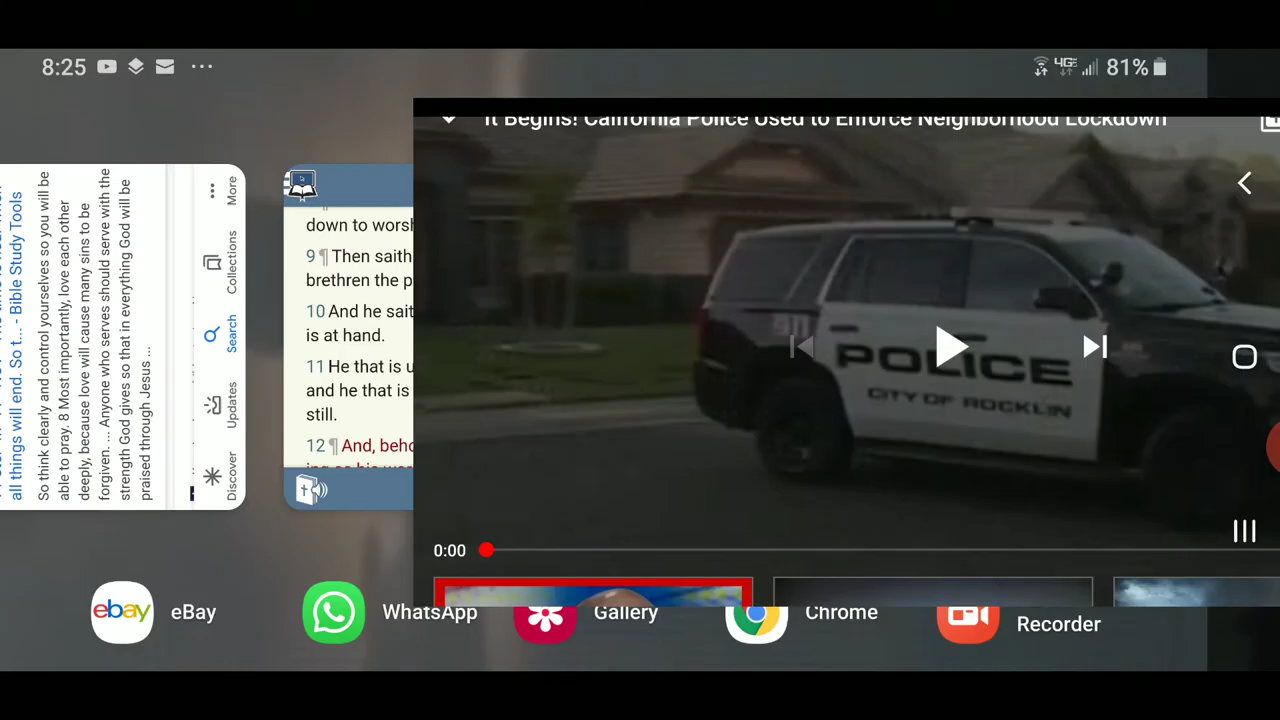 8:25
81%
It Begins! California Police Used to Enforce Neighborhood Lockdown
all things will end. So t... - Bible Study Tools
So think clearly and control yourselves so you will be
able to pray. 8 Most importantly, love each other
deeply, because love will cause many sins to be
forgiven. ... Anyone who serves should serve with the
strength God gives so that in everything God will be
praised through Jesus ...
More
Collections
Search
Updates
Discover
down to worsh
9 ¶ Then saith
brethren the p
10 And he sait
is at hand.
11 He that is u
and he that is
still.
12 ¶ And, beho
911
POLICE
CITY OF ROCKLIN
0:00
ebay
eBay
WhatsApp
Gallery
Chrome
Recorder